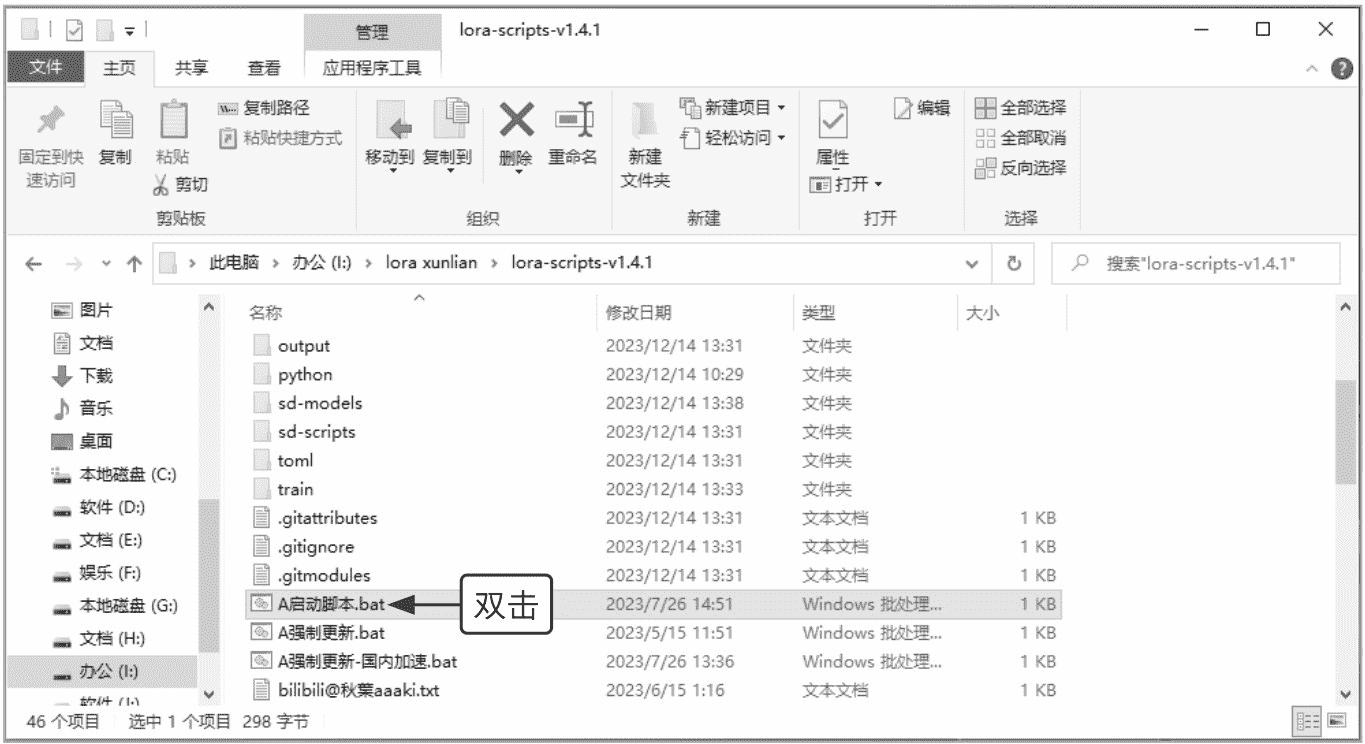 管理 lora-scripts-v1.4.1
文件 主页 共享 查看 应用程序工具
固定到快速访问
复制
粘贴
复制路径
粘贴快捷方式
剪切
剪贴板
移动到
复制到
删除
重命名
组织
新建文件夹
新建项目
轻松访问
新建
属性
打开
编辑
打开
全部选择
全部取消
反向选择
选择
此电脑 办公 (I:) lora xunlian lora-scripts-v1.4.1
搜索"lora-scripts-v1.4.1"
图片
文档
下载
音乐
桌面
本地磁盘 (C:)
软件 (D:)
文档 (E:)
娱乐 (F:)
本地磁盘 (G:)
文档 (H:)
办公 (I:)
名称 修改日期 类型 大小
output 2023/12/14 13:31 文件夹
python 2023/12/14 10:29 文件夹
sd-models 2023/12/14 13:38 文件夹
sd-scripts 2023/12/14 13:31 文件夹
toml 2023/12/14 13:31 文件夹
train 2023/12/14 13:33 文件夹
.gitattributes 2023/12/14 13:31 文本文档 1 KB
.gitignore 2023/12/14 13:31 文本文档 1 KB
.gitmodules 2023/12/14 13:31 文本文档 1 KB
A启动脚本.bat 双击 2023/7/26 14:51 Windows 批处理... 1 KB
A强制更新.bat 2023/5/15 11:51 Windows 批处理... 1 KB
A强制更新-国内加速.bat 2023/7/26 13:36 Windows 批处理... 1 KB
bilibili@秋葉aaaki.txt 2023/6/15 1:16 文本文档 1 KB
46 个项目 选中 1 个项目 298 字节